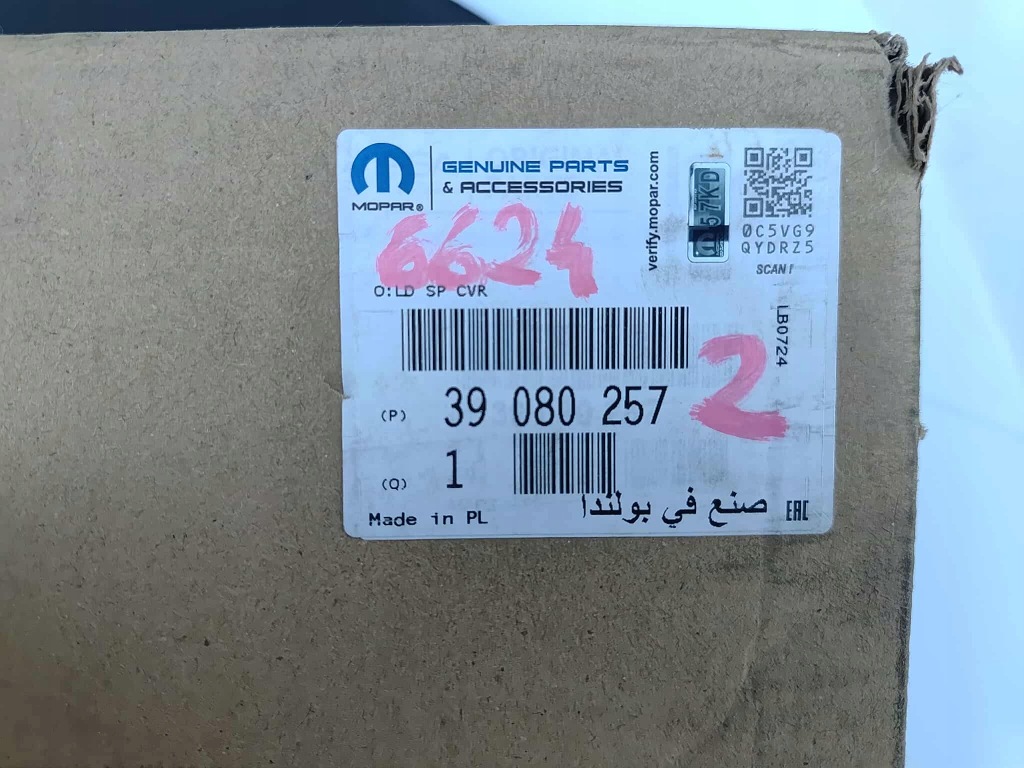 MOPAR®
GENUINE PARTS
& ACCESSORIES
verify.mopar.com
57KD
0C5VG9
QYDRZ5
SCAN!
6624
O:LD SP CVR
LB0724
(P) 39 080 257
2
(Q) 1
Made in PL
صنع في بولندا
EAC